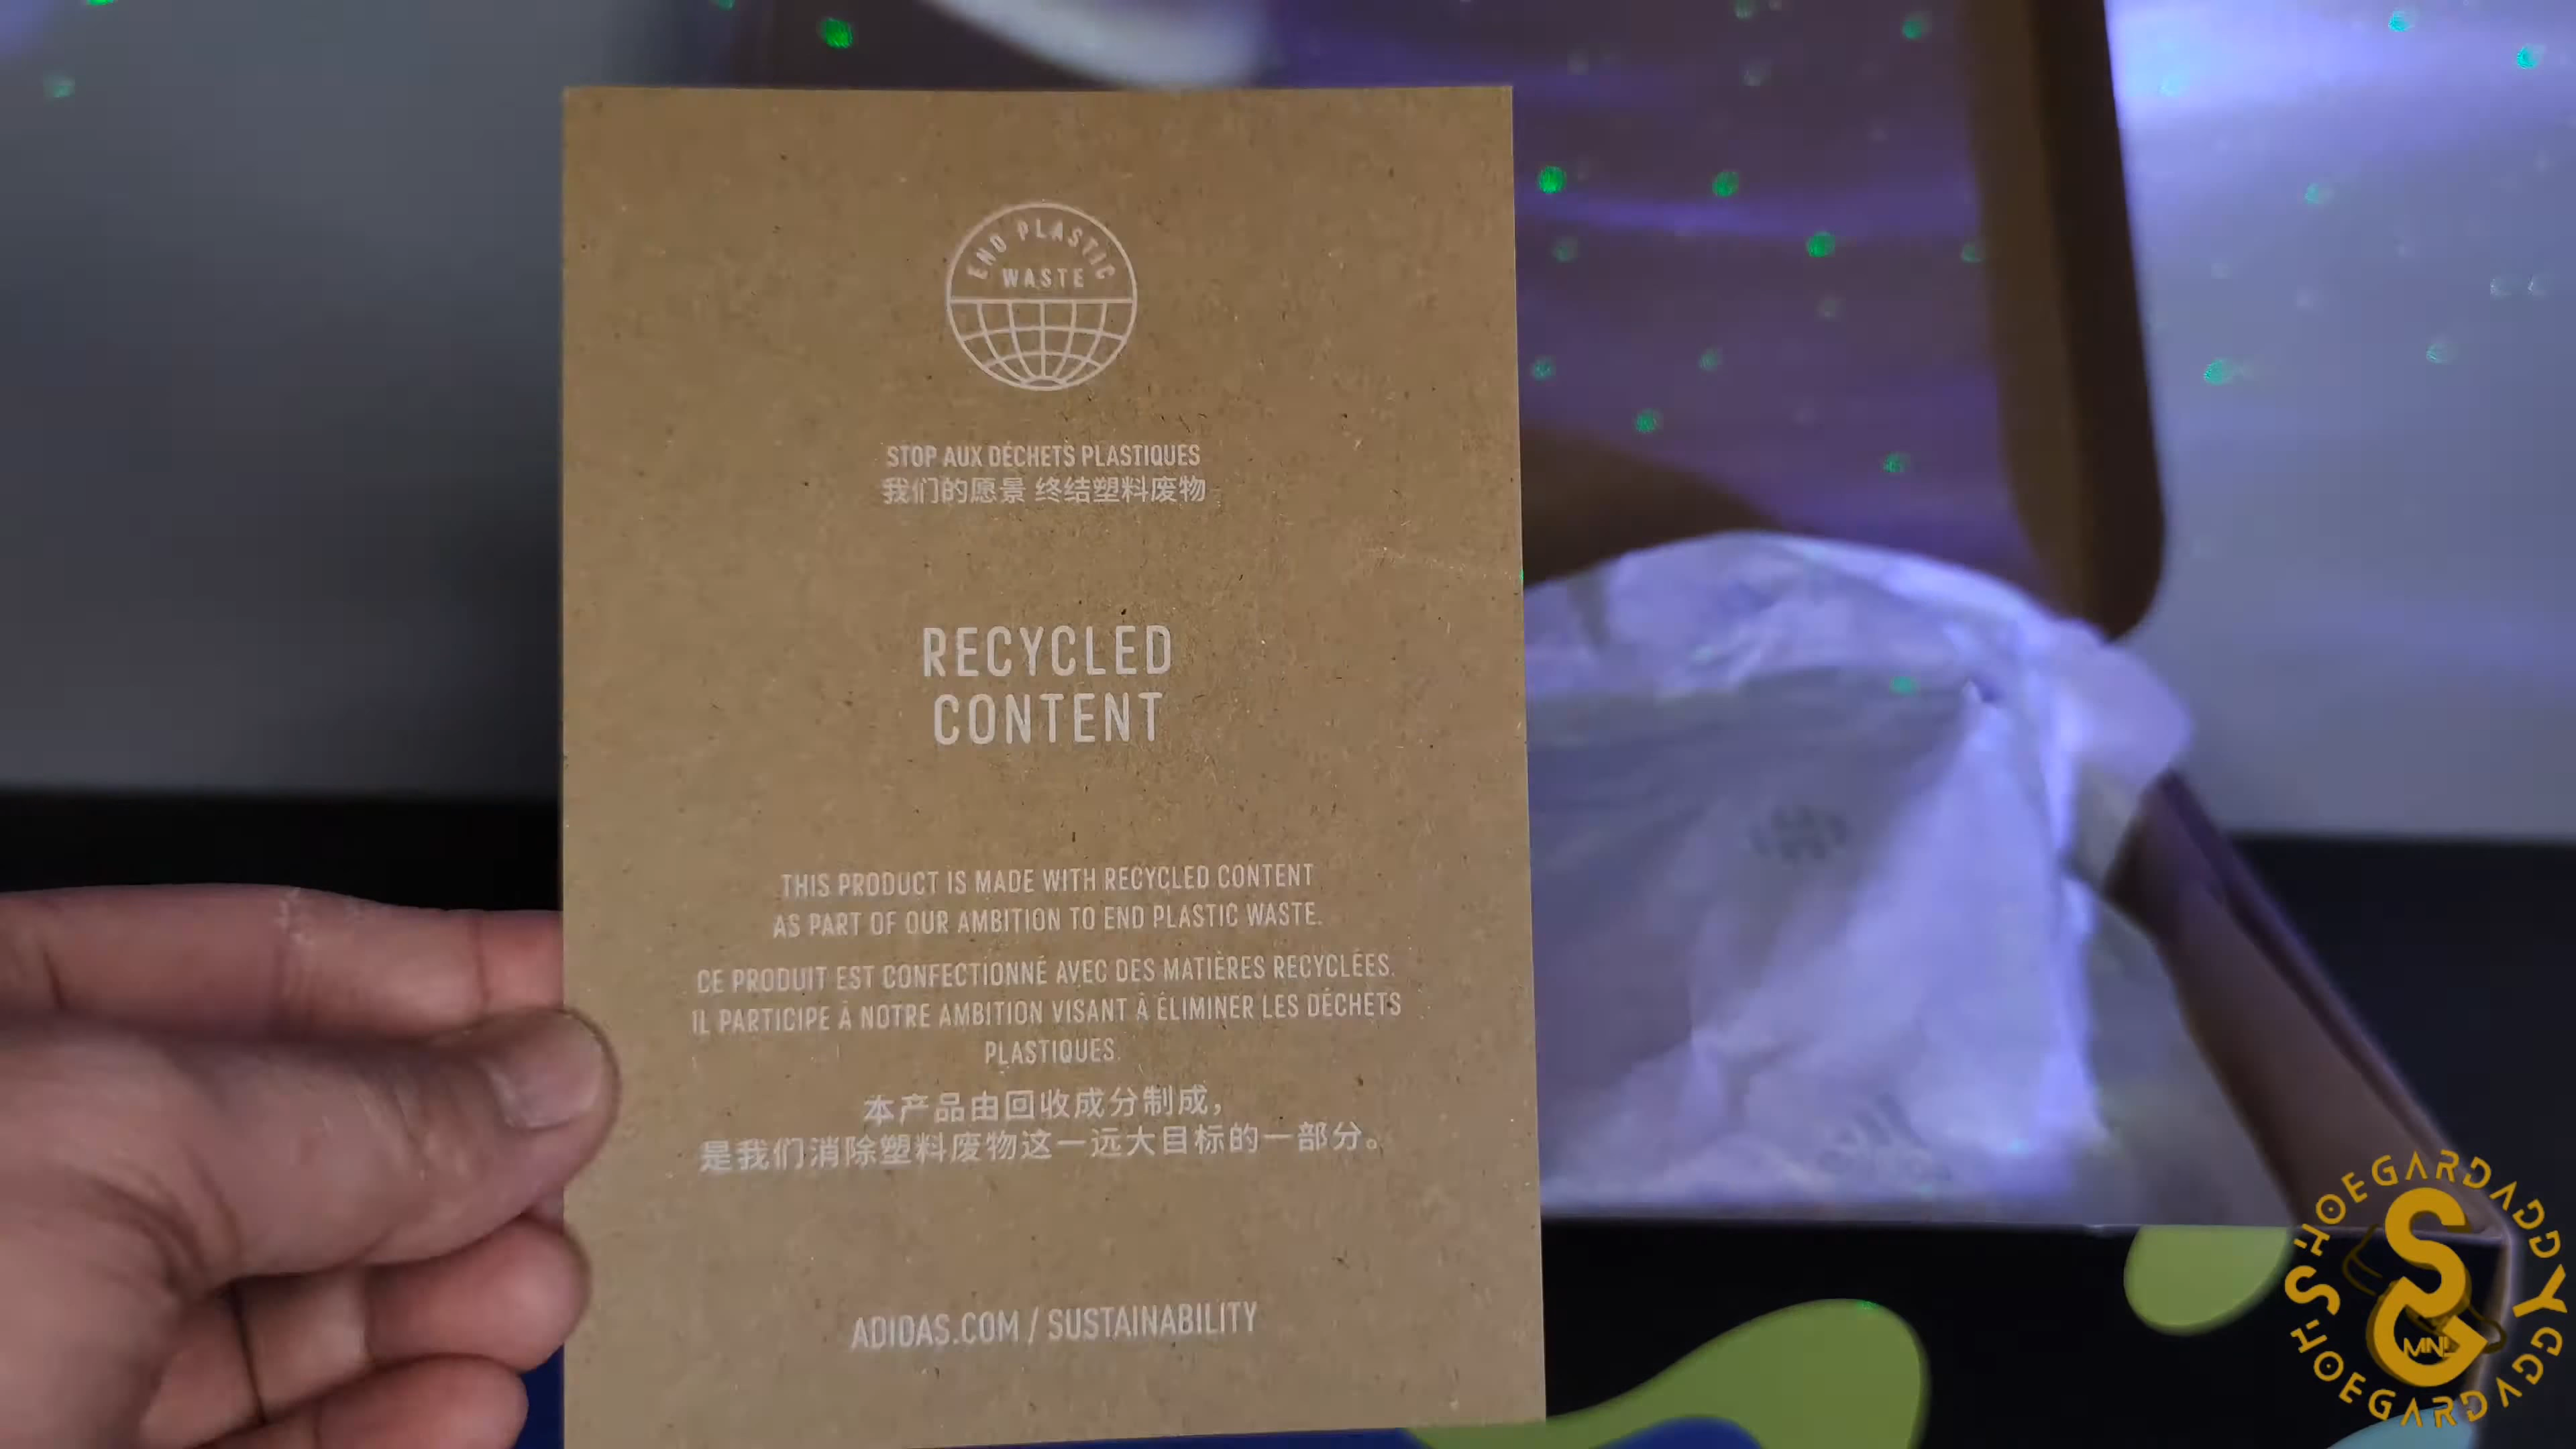 END PLASTIC
WASTE
STOP AUX DÉCHETS PLASTIQUES
我们的愿景 终结塑料废物
RECYCLED
CONTENT
THIS PRODUCT IS MADE WITH RECYCLED CONTENT
AS PART OF OUR AMBITION TO END PLASTIC WASTE.
CE PRODUIT EST CONFECTIONNÉ AVEC DES MATIÈRES RECYCLÉES.
IL PARTICIPE À NOTRE AMBITION VISANT À ÉLIMINER LES DÉCHETS
PLASTIQUES.
本产品由回收成分制成，
是我们消除塑料废物这一远大目标的一部分。
ADIDAS.COM / SUSTAINABILITY
SHOEGARDADDY
SG
MNL